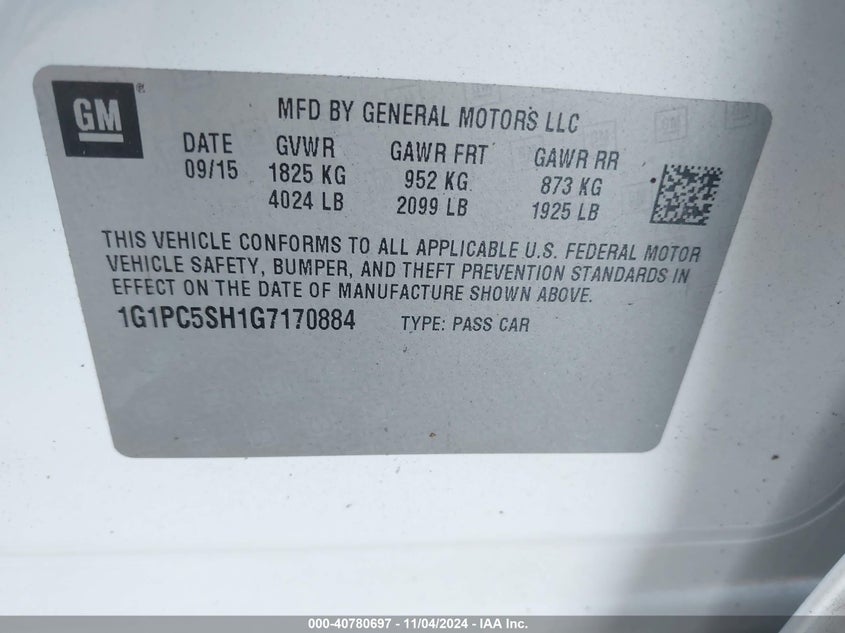 GM®
MFD BY GENERAL MOTORS LLC
DATE GVWR GAWR FRT GAWR RR
09/15 1825 KG 952 KG 873 KG
4024 LB 2099 LB 1925 LB
THIS VEHICLE CONFORMS TO ALL APPLICABLE U.S. FEDERAL MOTOR
VEHICLE SAFETY, BUMPER, AND THEFT PREVENTION STANDARDS IN
EFFECT ON THE DATE OF MANUFACTURE SHOWN ABOVE.
1G1PC5SH1G7170884 TYPE: PASS CAR
000-40780697 - 11/04/2024 - IAA Inc.